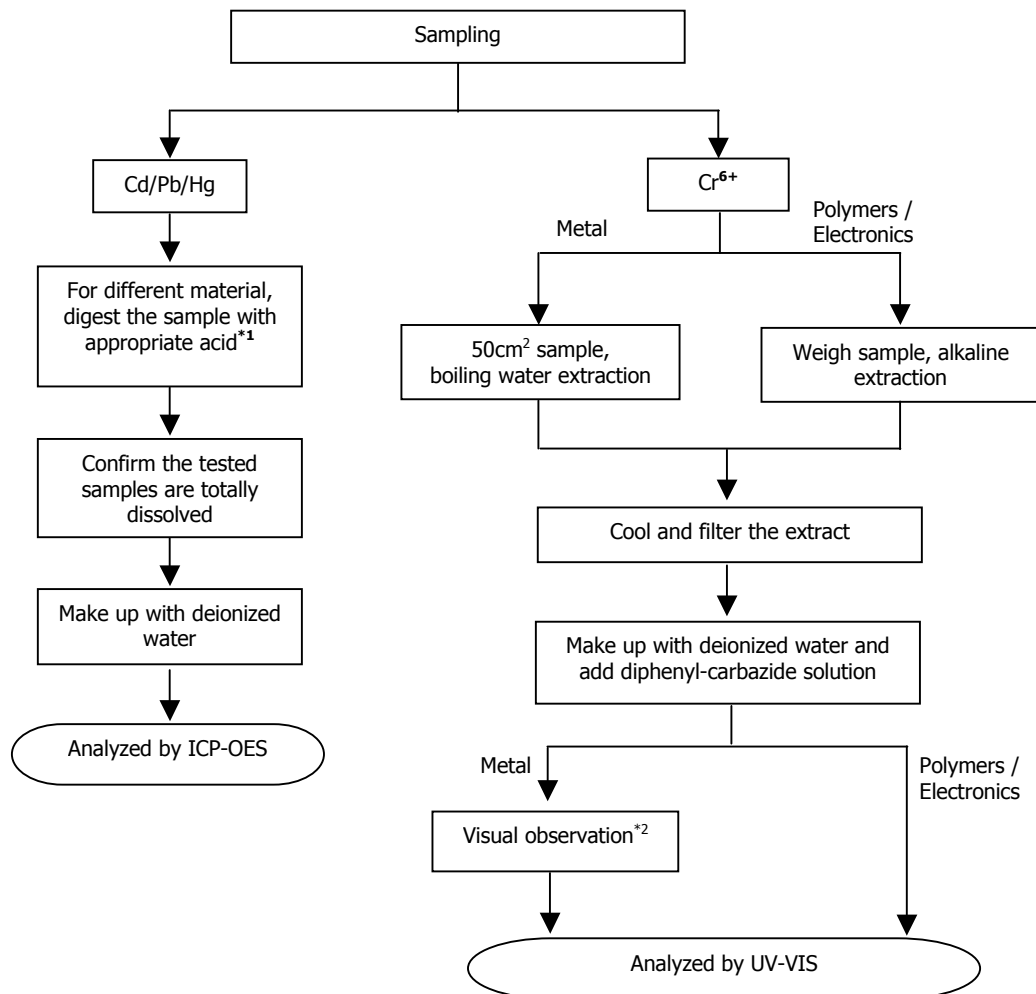 Sampling
Cd/Pb/Hg
Cr⁶⁺
Metal
Polymers /
Electronics
For different material,
digest the sample with
appropriate acid*¹
50cm² sample,
boiling water extraction
Weigh sample, alkaline
extraction
Confirm the tested
samples are totally
dissolved
Cool and filter the extract
Make up with deionized
water
Make up with deionized water and
add diphenyl-carbazide solution
Analyzed by ICP-OES
Metal
Polymers /
Electronics
Visual observation*²
Analyzed by UV-VIS